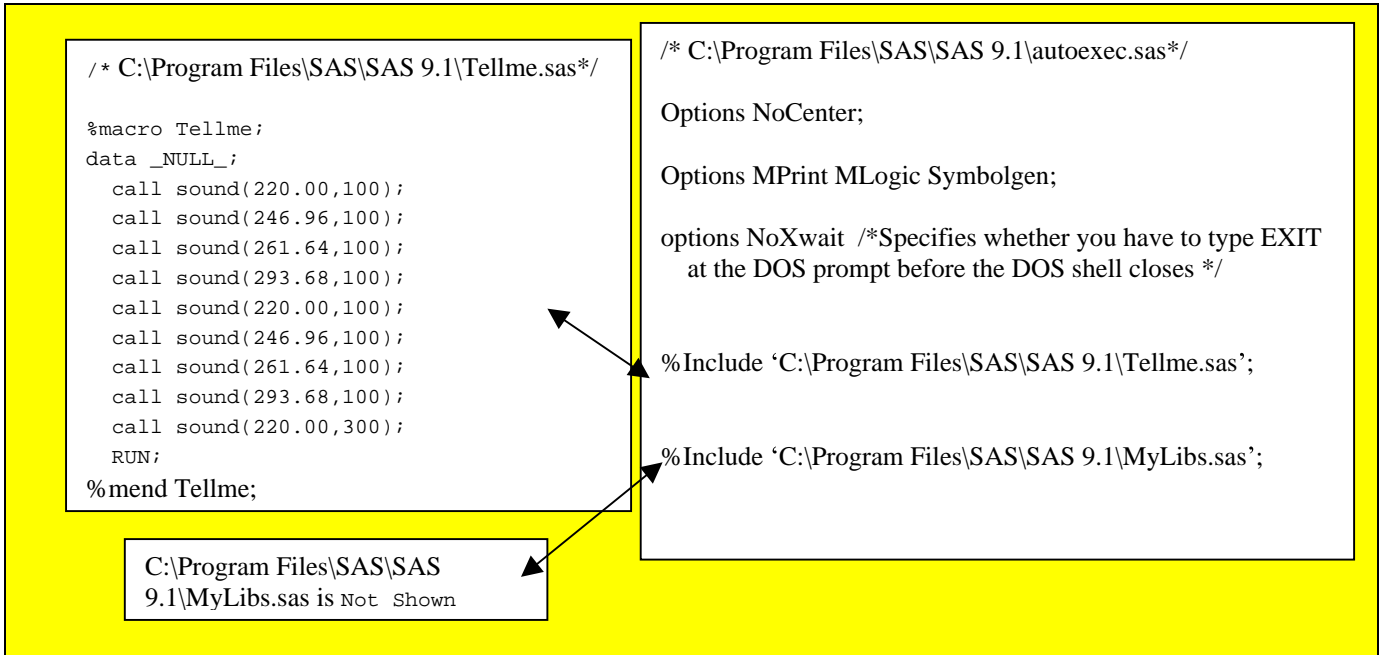 /* C:\Program Files\SAS\SAS 9.1\Tellme.sas*/
%macro Tellme;
data _NULL_;
call sound(220.00,100);
call sound(246.96,100);
call sound(261.64,100);
call sound(293.68,100);
call sound(220.00,100);
call sound(246.96,100);
call sound(261.64,100);
call sound(293.68,100);
call sound(220.00,300);
RUN;
%mend Tellme;
C:\Program Files\SAS\SAS
9.1\MyLibs.sas is Not Shown
/* C:\Program Files\SAS\SAS 9.1\autoexec.sas*/
Options NoCenter;
Options MPrint MLogic Symbolgen;
options NoXwait /*Specifies whether you have to type EXIT
at the DOS prompt before the DOS shell closes */
%Include ‘C:\Program Files\SAS\SAS 9.1\Tellme.sas’;
%Include ‘C:\Program Files\SAS\SAS 9.1\MyLibs.sas’;